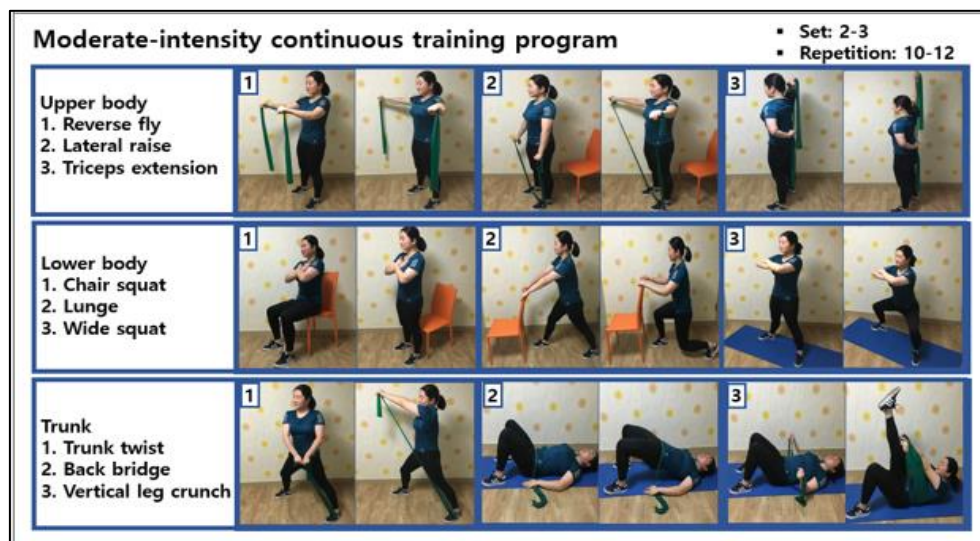 Moderate-intensity continuous training program
▪ Set: 2-3
▪ Repetition: 10-12
Upper body
1. Reverse fly
2. Lateral raise
3. Triceps extension
1
2
3
Lower body
1. Chair squat
2. Lunge
3. Wide squat
1
2
3
Trunk
1. Trunk twist
2. Back bridge
3. Vertical leg crunch
1
2
3